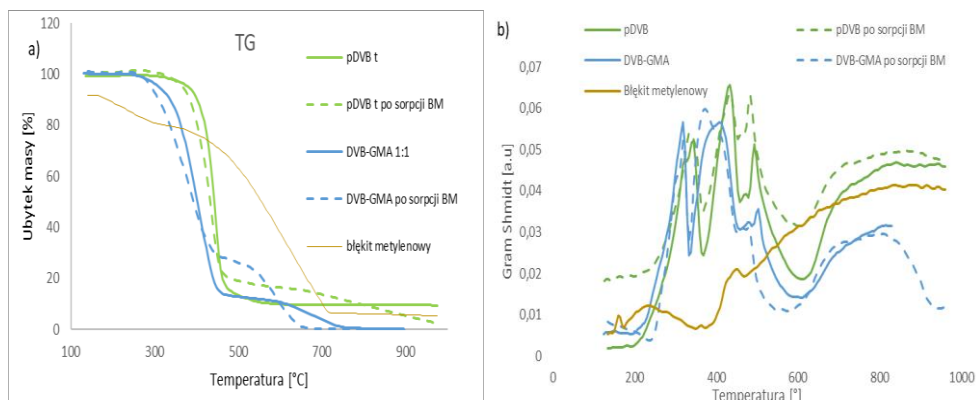 a)
TG
120
100
80
60
40
20
0
100
300
500
700
900
Ubytek masy [%]
Temperatura [°C]
pDVB t
pDVB t po sorpcji BM
DVB-GMA 1:1
DVB-GMA po sorpcji BM
błękit metylenowy
b)
pDVB
pDVB po sorpcji BM
DVB-GMA
DVB-GMA po sorpcji BM
Błękit metylenowy
0,07
0,06
0,05
0,04
0,03
0,02
0,01
0
0
200
400
600
800
1000
Gram Shmidt [a.u]
Temperatura [°]